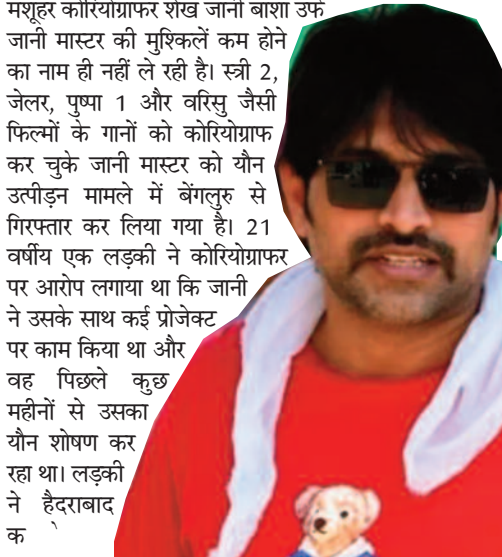 मशहूर कोरियोग्राफर शेख जानी बाशा उर्फ
जानी मास्टर की मुश्किलें कम होने
का नाम ही नहीं ले रही है। स्त्री 2,
जेलर, पुष्पा 1 और वरिसु जैसी
फिल्मों के गानों को कोरियोग्राफ
कर चुके जानी मास्टर को यौन
उत्पीड़न मामले में बेंगलुरु से
गिरफ्तार कर लिया गया है। 21
वर्षीय एक लड़की ने कोरियोग्राफर
पर आरोप लगाया था कि जानी
ने उसके साथ कई प्रोजेक्ट
पर काम किया था और
वह पिछले कुछ
महीनों से उसका
यौन शोषण कर
रहा था। लड़की
ने हैदराबाद
क े